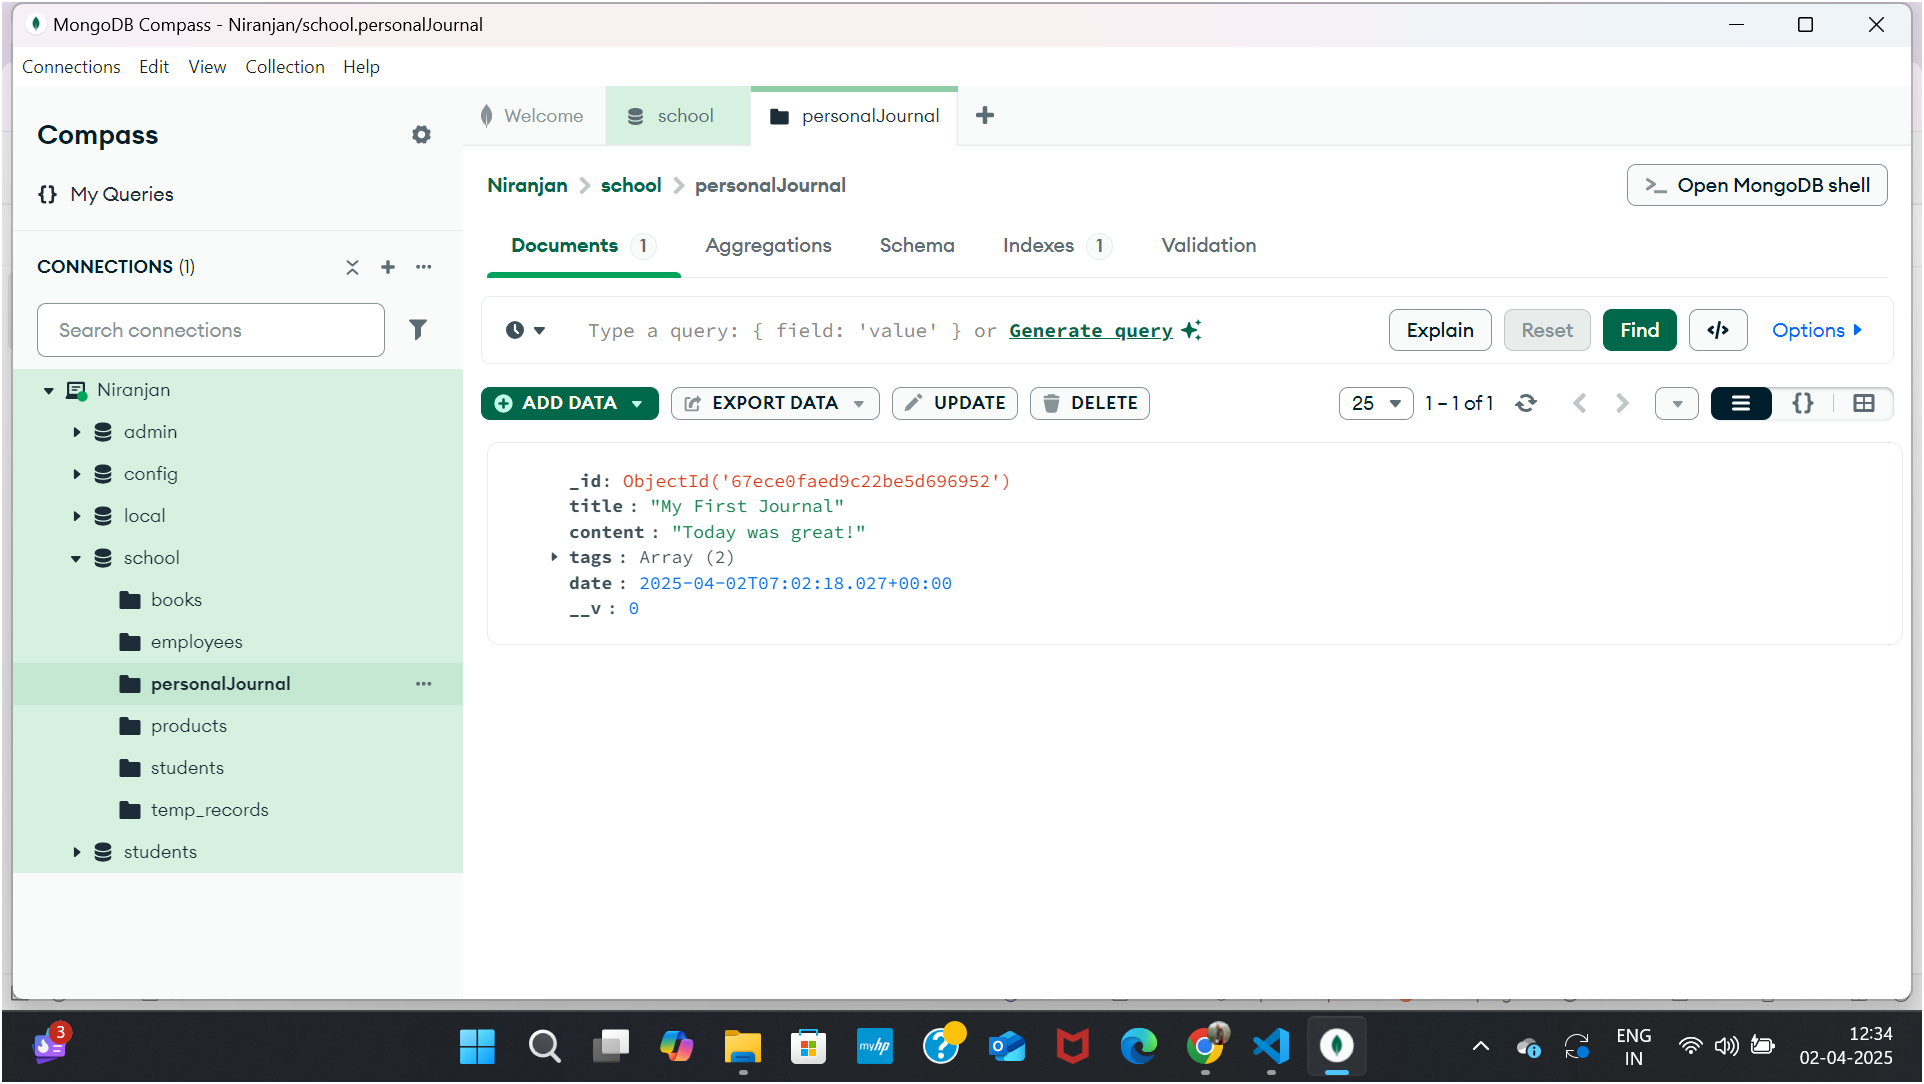 MongoDB Compass - Niranjan/school.personalJournal
Connections Edit View Collection Help
Compass
{} My Queries
CONNECTIONS (1)
Search connections
Niranjan
admin
config
local
school
books
employees
personalJournal
products
students
temp_records
students
Welcome school personalJournal
Niranjan > school > personalJournal
>_ Open MongoDB shell
Documents 1 Aggregations Schema Indexes 1 Validation
Type a query: { field: 'value' } or Generate query
Explain Reset Find </> Options
ADD DATA EXPORT DATA UPDATE DELETE
25 1 – 1 of 1 {}
_id: ObjectId('67ece0faed9c22be5d696952')
title : "My First Journal"
content : "Today was great!"
tags : Array (2)
date : 2025-04-02T07:02:18.027+00:00
__v : 0
3
myhp
ENG
IN
12:34
02-04-2025